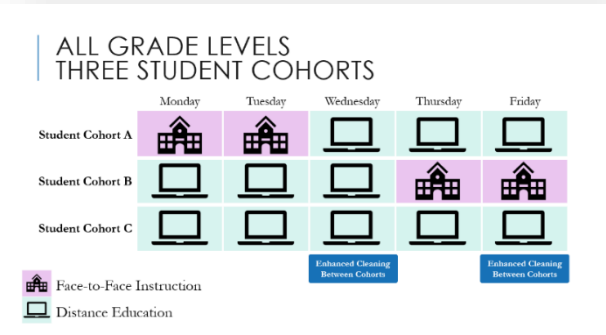 ALL GRADE LEVELS
THREE STUDENT COHORTS
Monday Tuesday Wednesday Thursday Friday
Student Cohort A
Student Cohort B
Student Cohort C
Enhanced Cleaning Enhanced Cleaning
Between Cohorts Between Cohorts
Face-to-Face Instruction
Distance Education